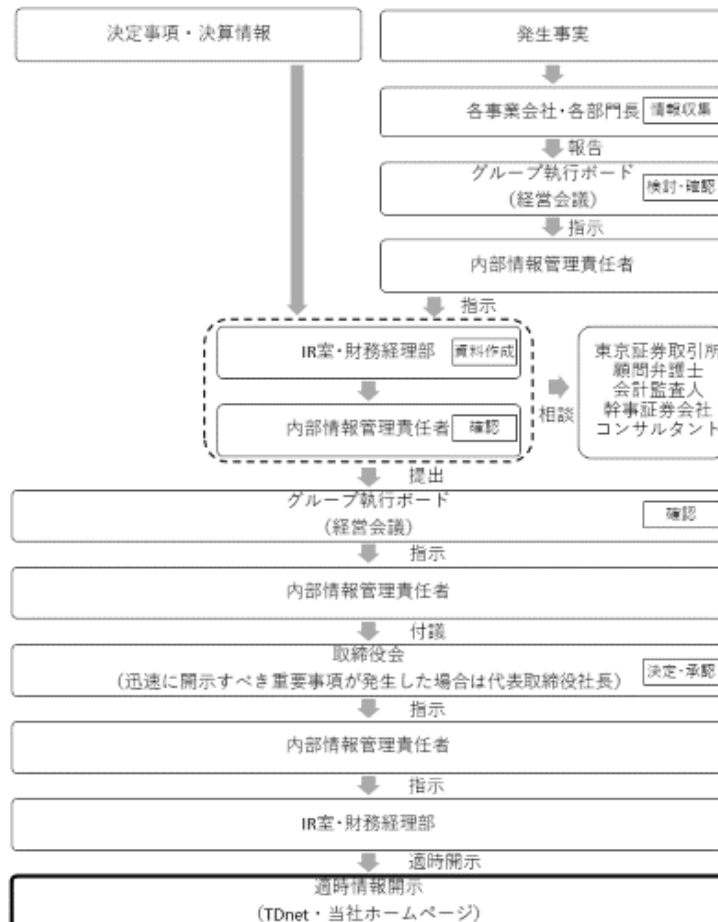 決定事項・決算情報
発生事実
各事業会社・各部門長
情報収集
報告
グループ執行ボード
(経営会議)
検討・確認
指示
内部情報管理責任者
指示
IR室・財務経理部
資料作成
内部情報管理責任者
確認
相談
東京証券取引所
顧問弁護士
会計監査人
幹事証券会社
コンサルタント
提出
グループ執行ボード
(経営会議)
確認
指示
内部情報管理責任者
付議
取締役会
(迅速に開示すべき重要事項が発生した場合は代表取締役社長)
決定・承認
指示
内部情報管理責任者
指示
IR室・財務経理部
適時開示
適時情報開示
(TDnet・当社ホームページ)